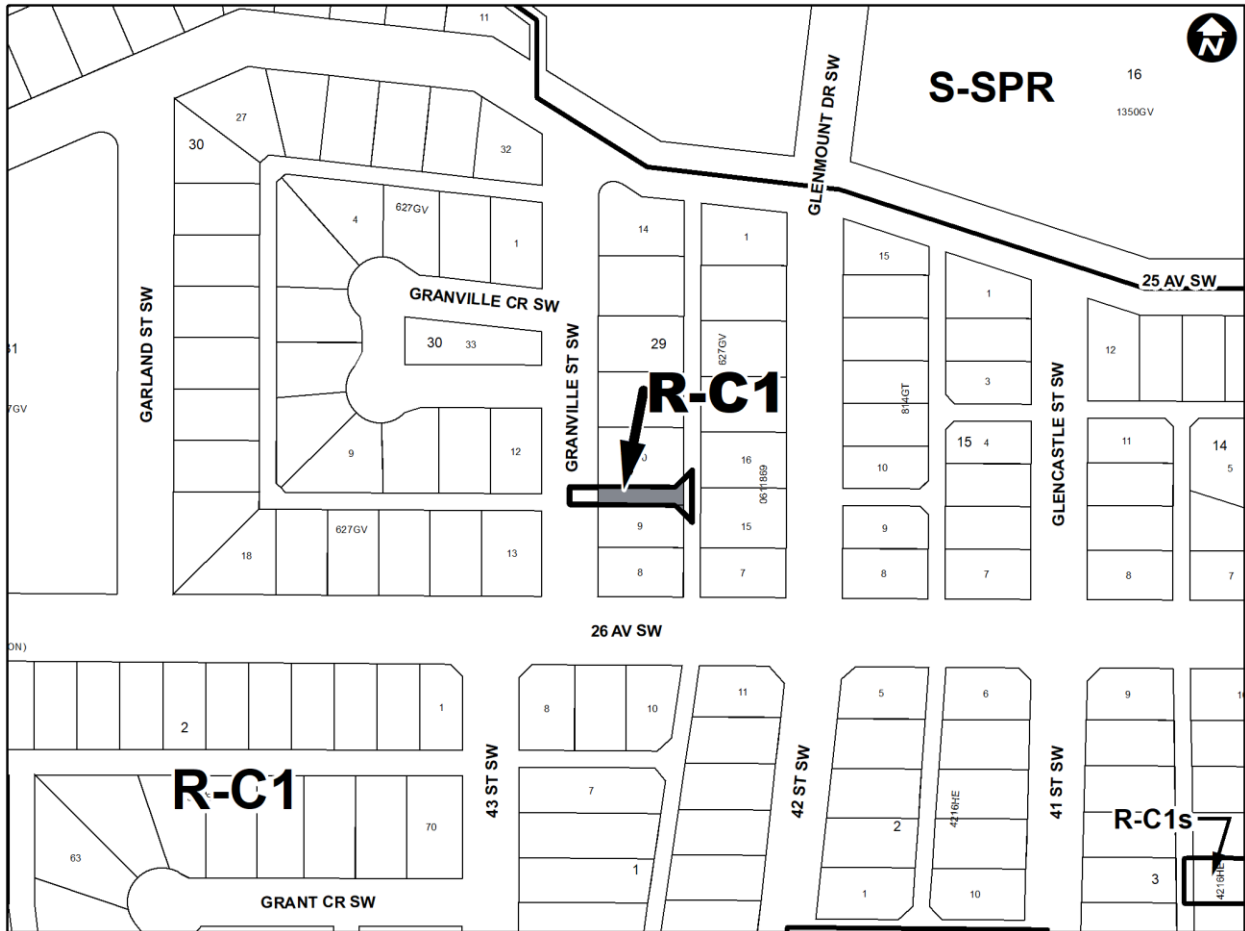 11
N
GLENMOUNT DR SW
S-SPR
16
1350GV
27
30
32
4
627GV
1
14
1
15
1
25 AV SW
GRANVILLE CR SW
GARLAND ST SW
GRANVILLE ST SW
30 33
29
627GV
12
7GV
R-C1
3
814GT
GLENCASTLE ST SW
9
12
16
10
15 4
11
14
5
0611869
9
15
9
627GV
18
13
8
7
8
7
8
7
26 AV SW
ON)
1
8
10
11
5
6
9
2
R-C1
43 ST SW
42 ST SW
41 ST SW
7
70
63
2
4216HE
R-C1s
1
3
4216HE
1
10
GRANT CR SW